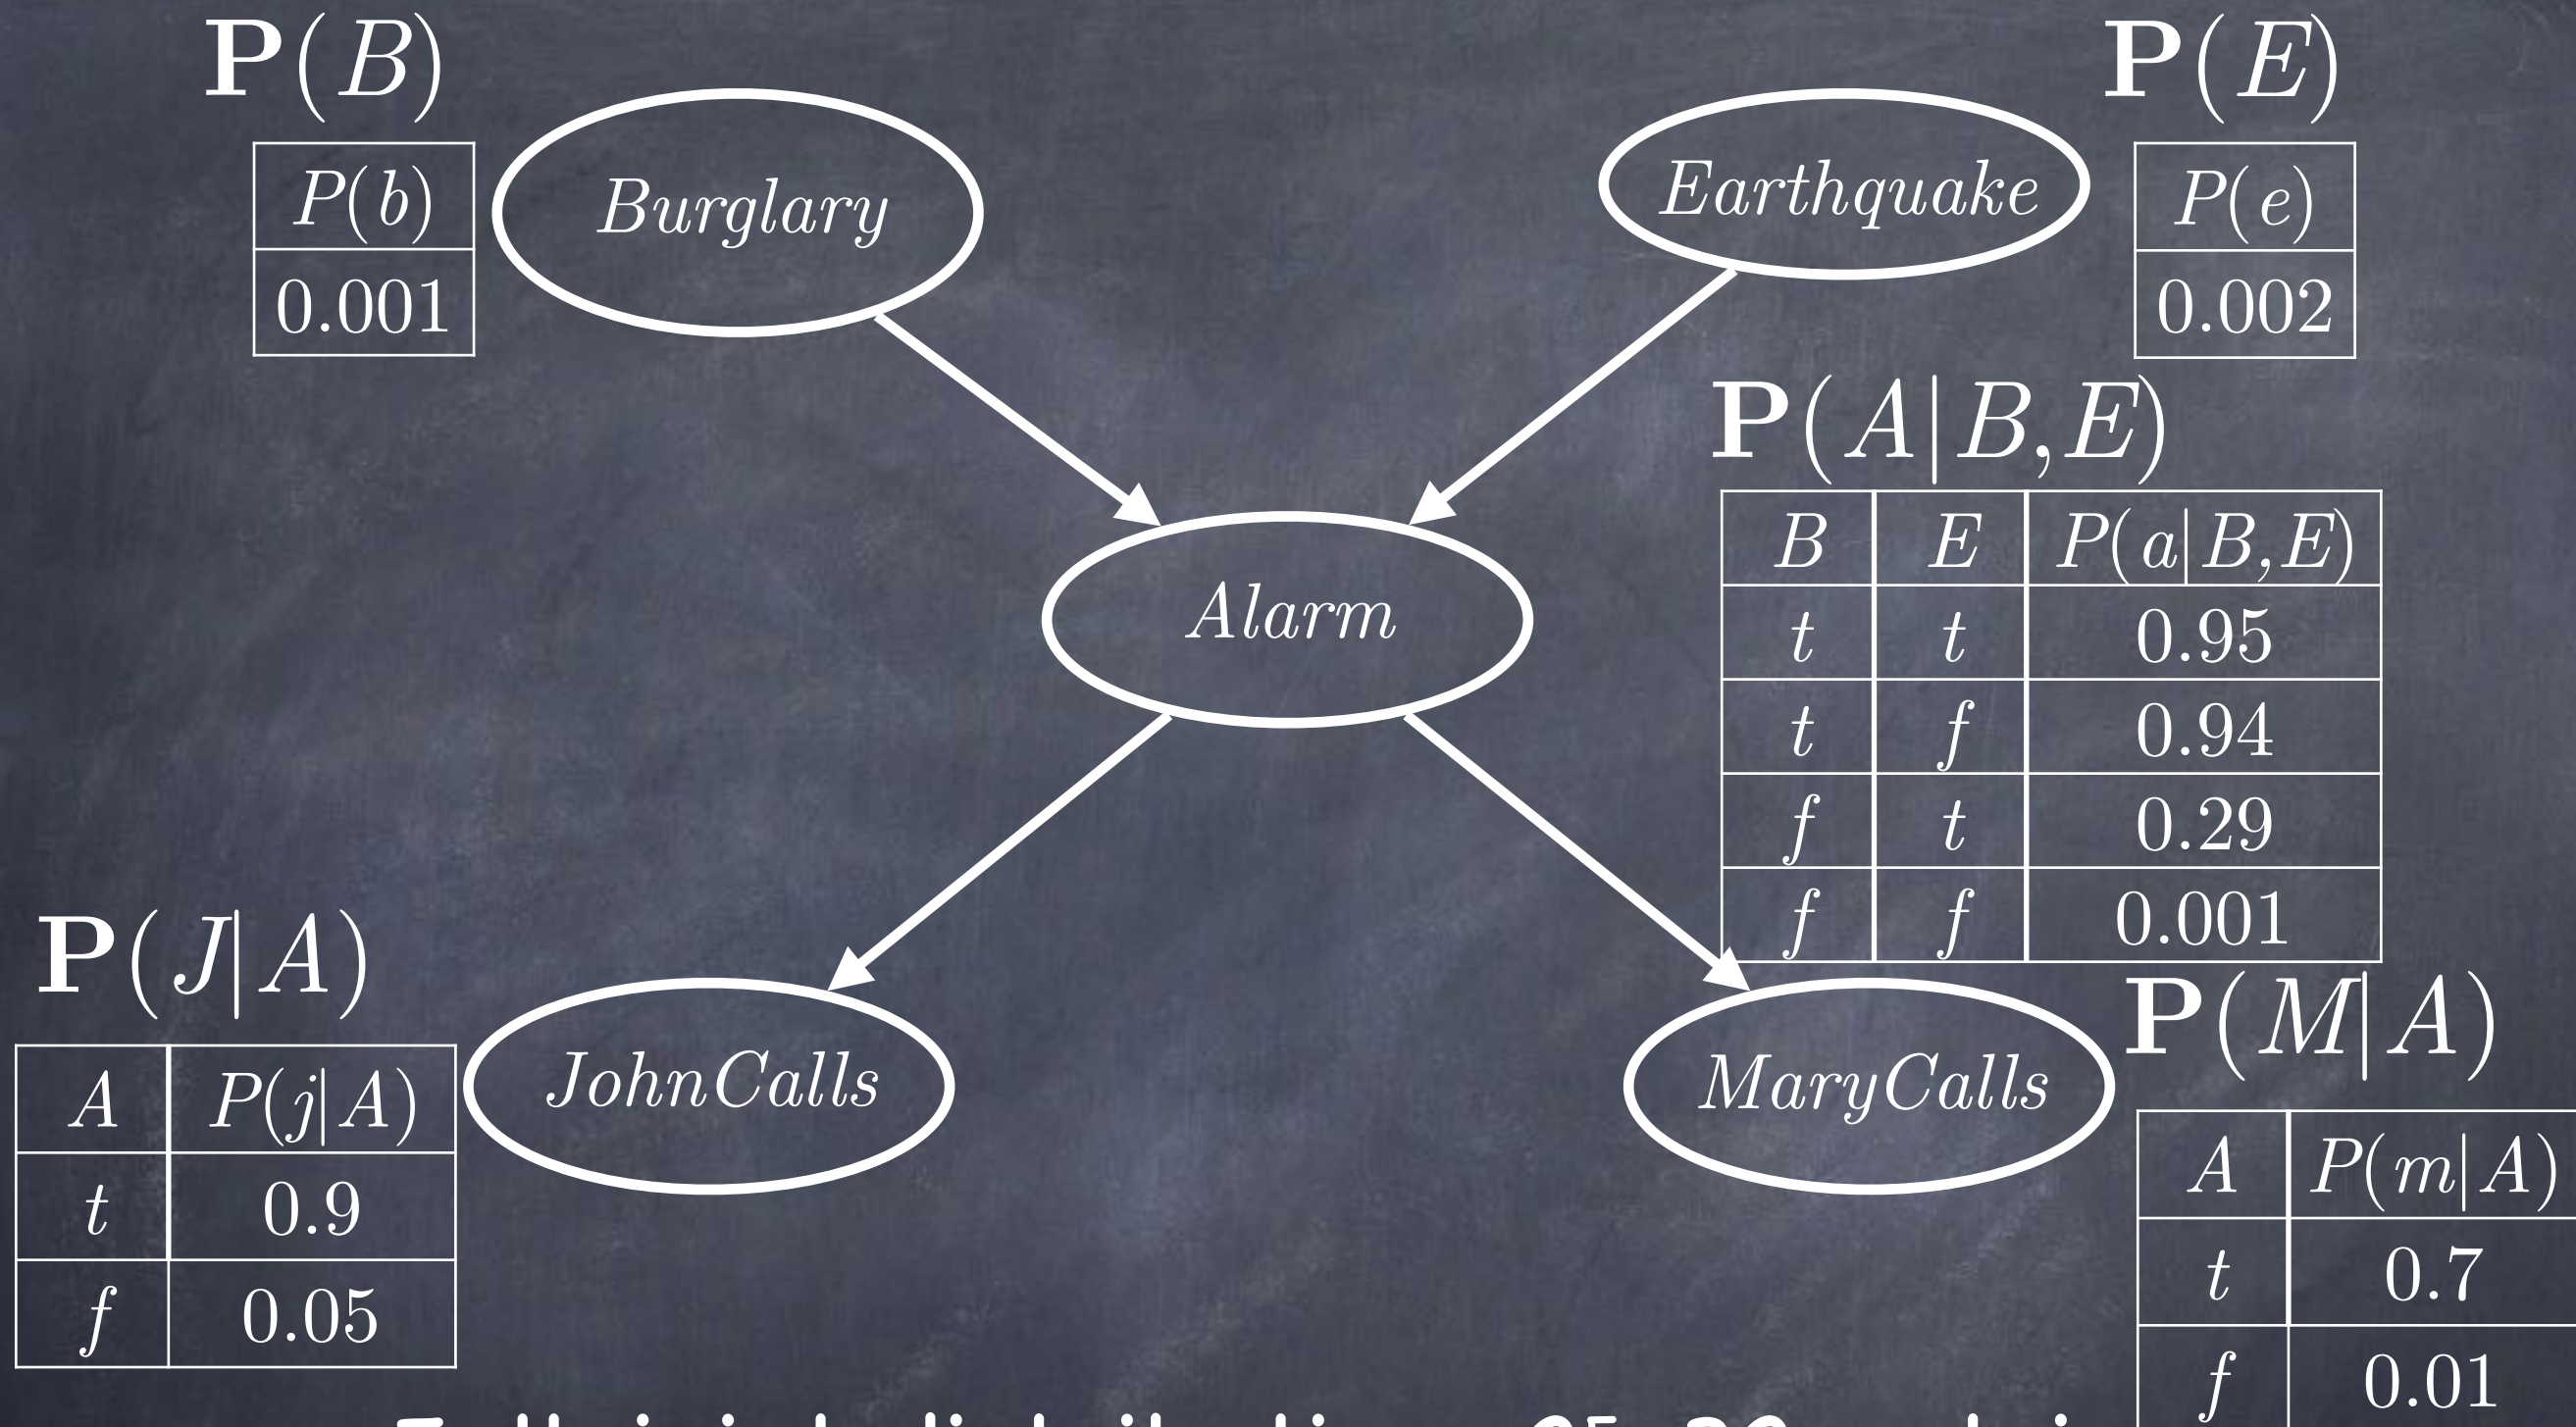 P(B)
P(b)
0.001
Burglary
Earthquake
P(E)
P(e)
0.002
Alarm
P(A|B,E)
B E P(a|B,E)
t t 0.95
t f 0.94
f t 0.29
f f 0.001
P(J|A)
A P(j|A)
t 0.9
f 0.05
JohnCalls
MaryCalls
P(M|A)
A P(m|A)
t 0.7
f 0.01